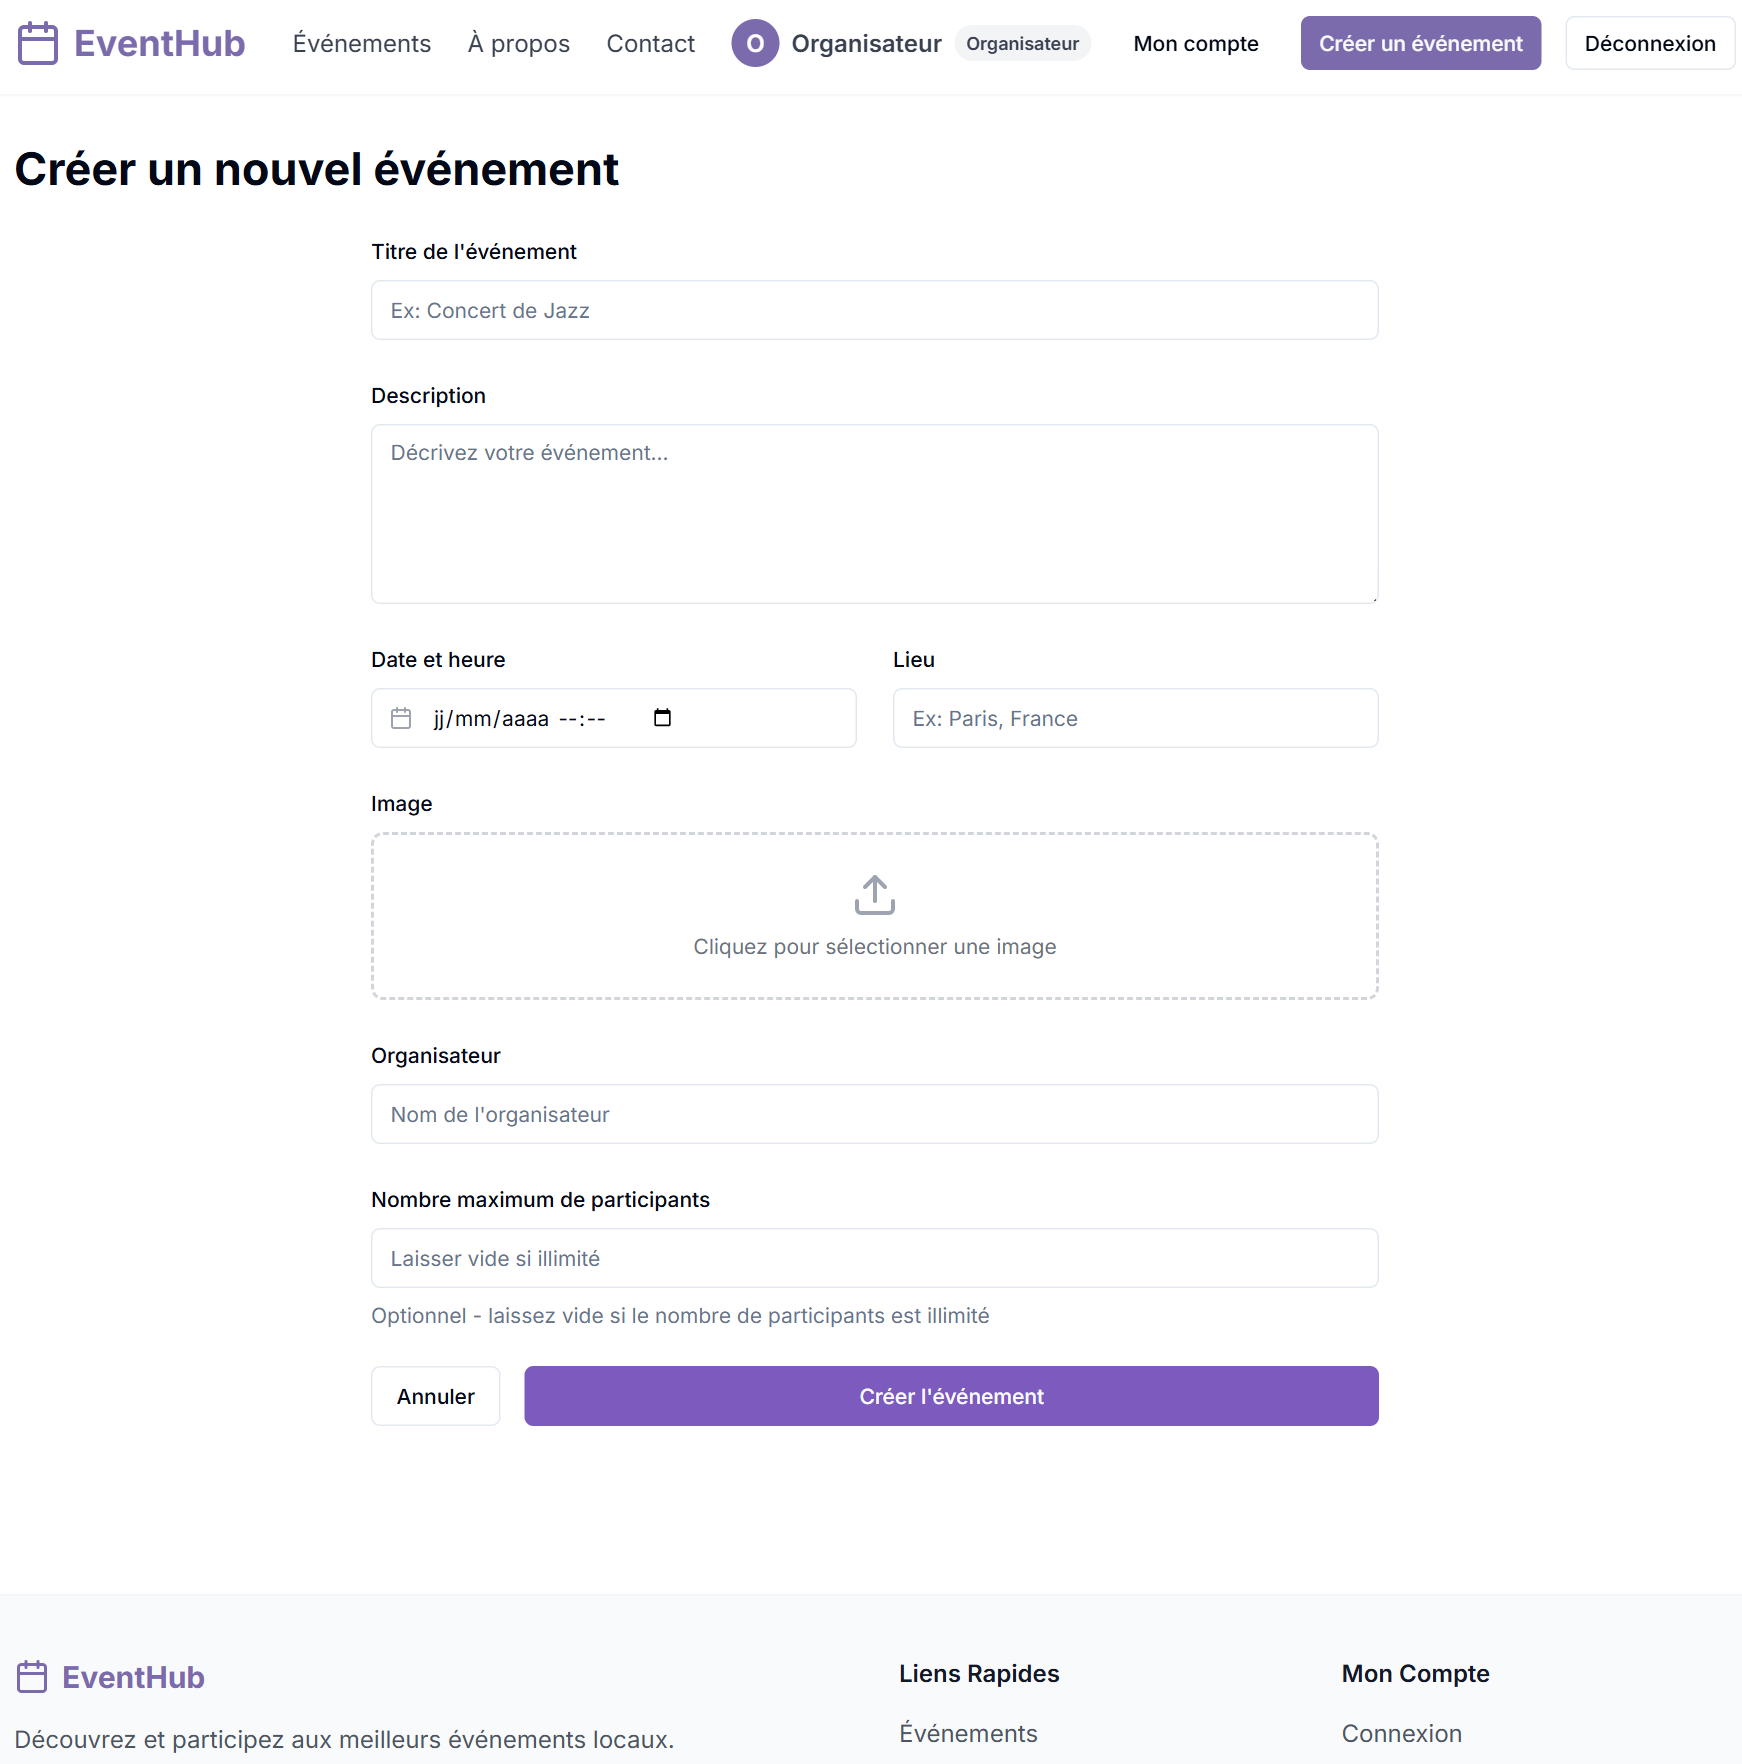 EventHub
Événements
À propos
Contact
O
Organisateur
Organisateur
Mon compte
Créer un événement
Déconnexion
Créer un nouvel événement
Titre de l'événement
Ex: Concert de Jazz
Description
Décrivez votre événement...
Date et heure
Lieu
jj/mm/aaaa --:--
Ex: Paris, France
Image
Cliquez pour sélectionner une image
Organisateur
Nom de l'organisateur
Nombre maximum de participants
Laisser vide si illimité
Optionnel - laissez vide si le nombre de participants est illimité
Annuler
Créer l'événement
EventHub
Découvrez et participez aux meilleurs événements locaux.
Liens Rapides
Événements
Mon Compte
Connexion